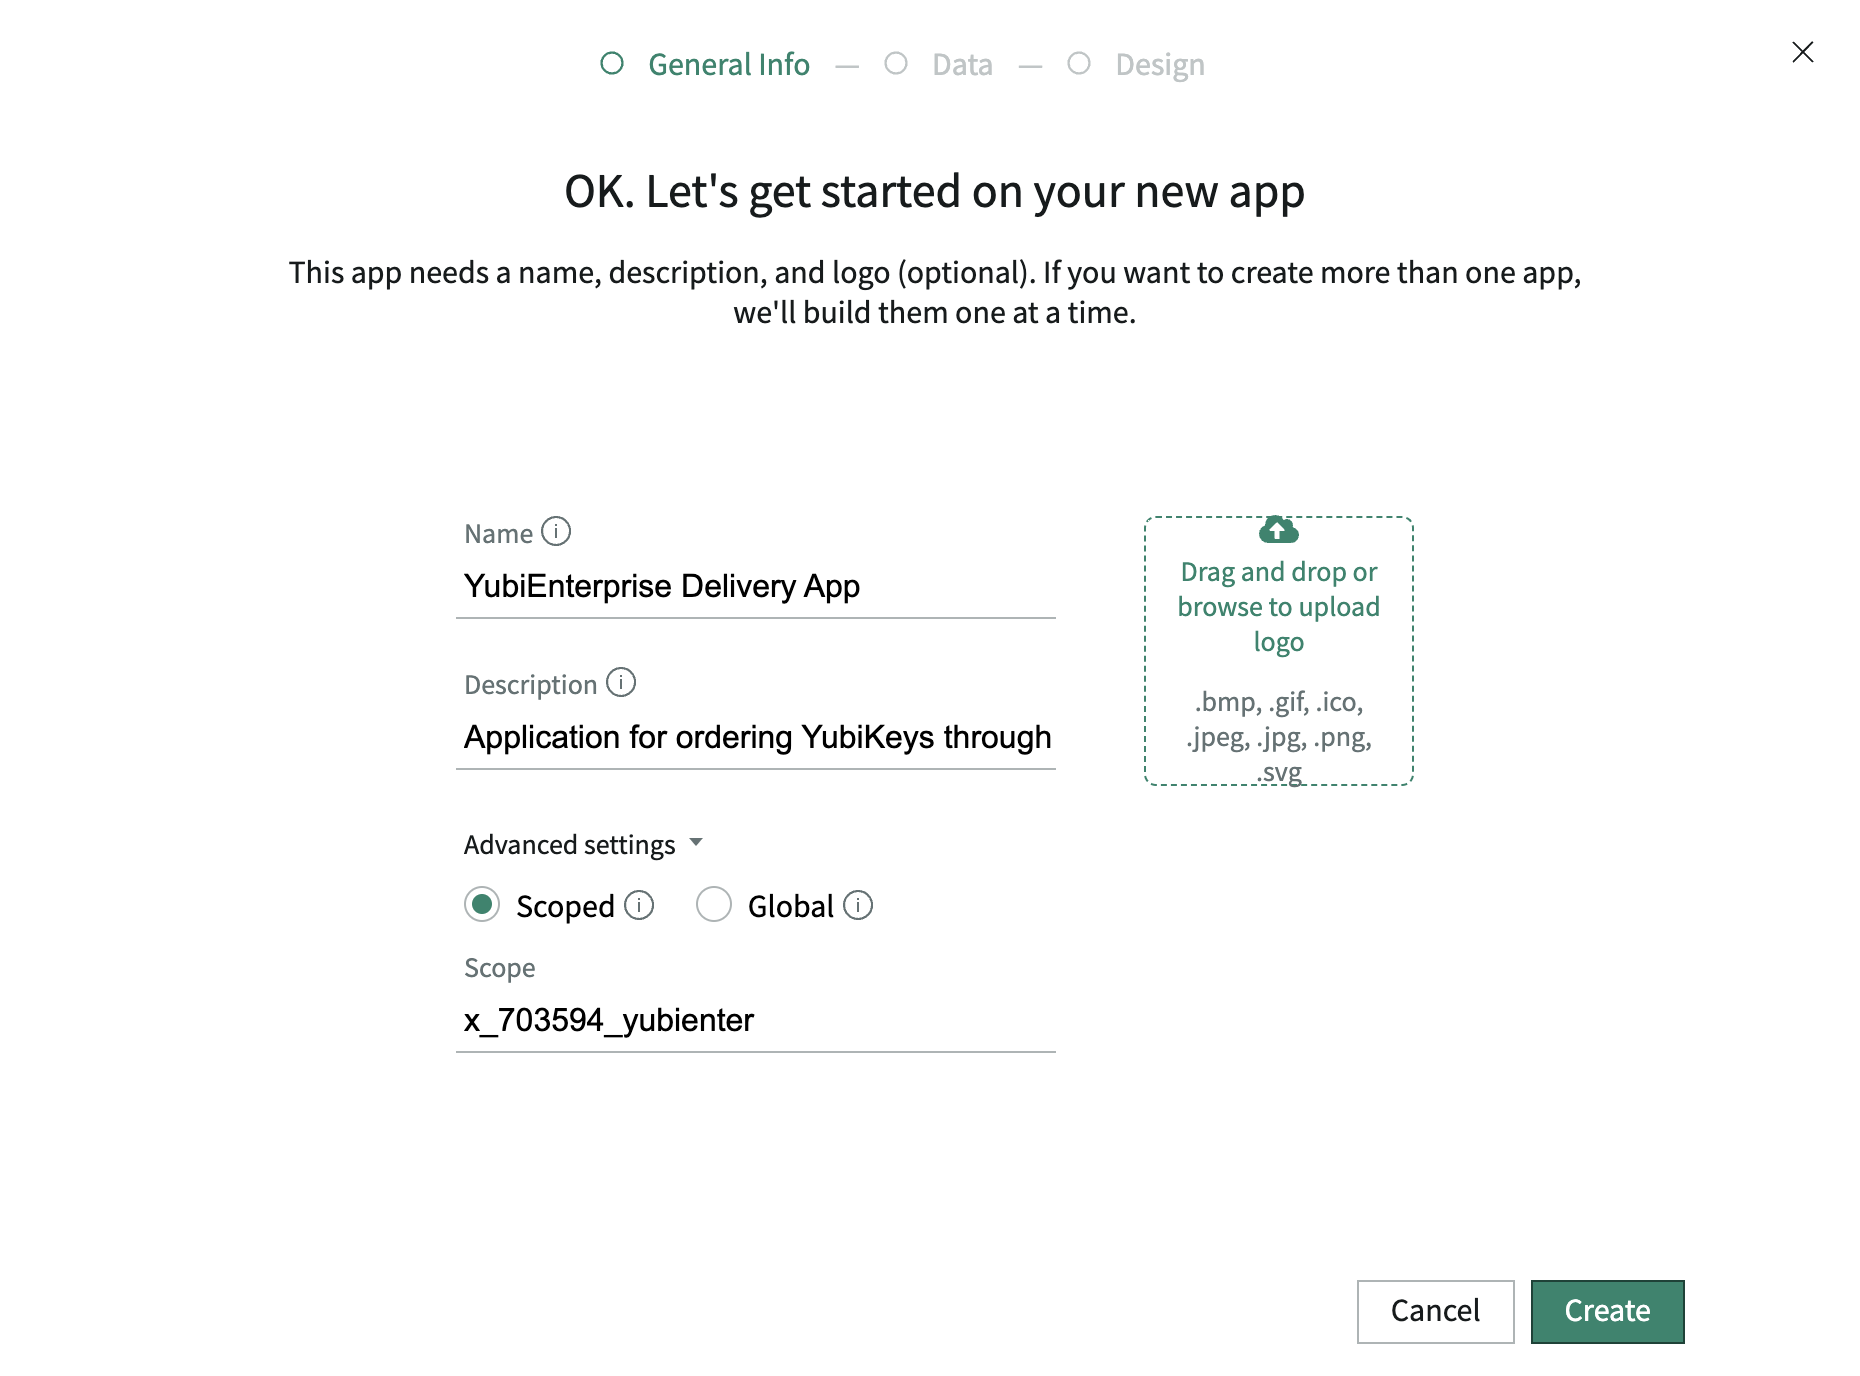 General Info — Data — Design
OK. Let's get started on your new app
This app needs a name, description, and logo (optional). If you want to create more than one app,
we'll build them one at a time.
Name
YubiEnterprise Delivery App
Description
Application for ordering YubiKeys through
Drag and drop or
browse to upload
logo
.bmp, .gif, .ico,
.jpeg, .jpg, .png,
.svg
Advanced settings
Scoped Global
Scope
x_703594_yubienter
Cancel Create